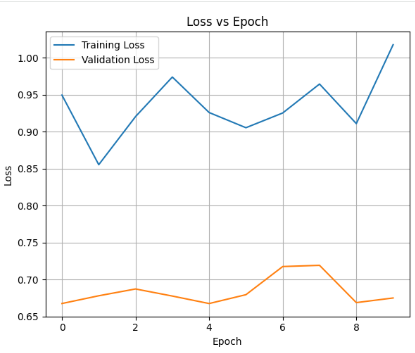 Loss vs Epoch
Training Loss
Validation Loss
1.00
0.95
0.90
0.85
0.80
0.75
0.70
0.65
Loss
0 2 4 6 8
Epoch